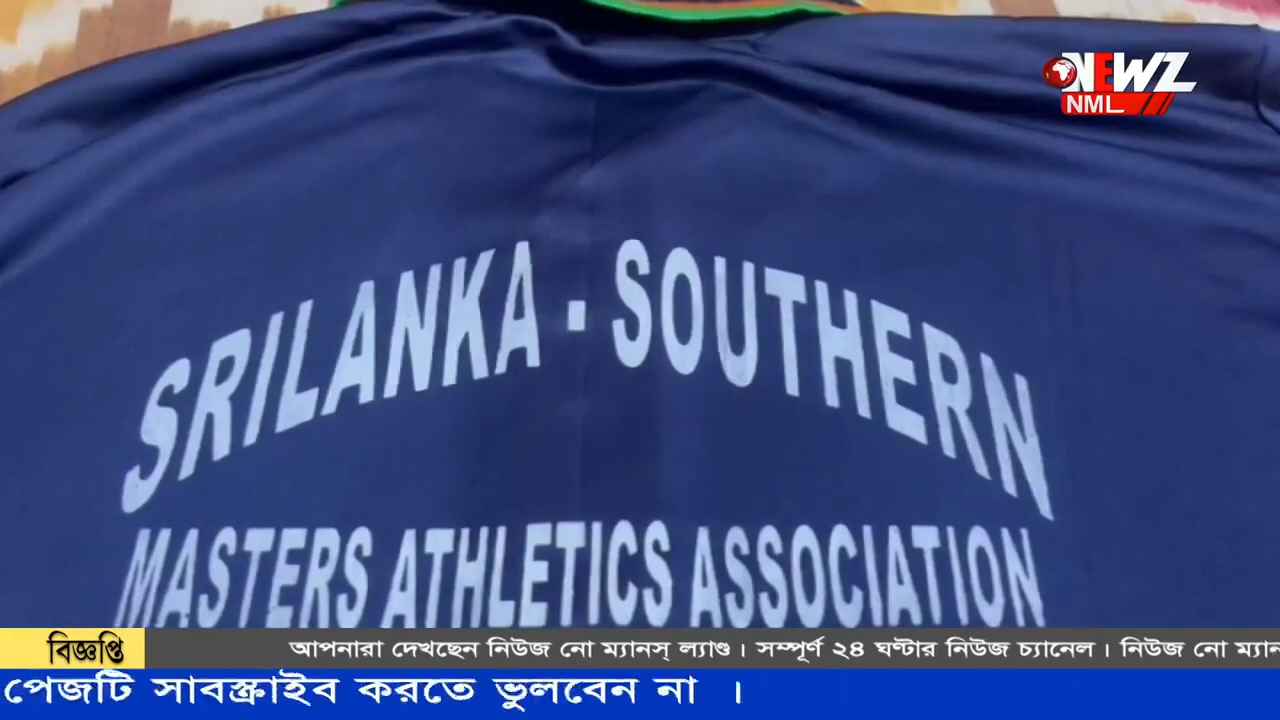 NEWZ
NML
SRILANKA - SOUTHERN
MASTERS ATHLETICS ASSOCIATION
বিজ্ঞপ্তি
আপনারা দেখছেন নিউজ নো ম্যানস্ ল্যাণ্ড । সম্পূর্ণ ২৪ ঘণ্টার নিউজ চ্যানেল । নিউজ নো ম্যান
পেজটি সাবস্ক্রাইব করতে ভুলবেন না ।